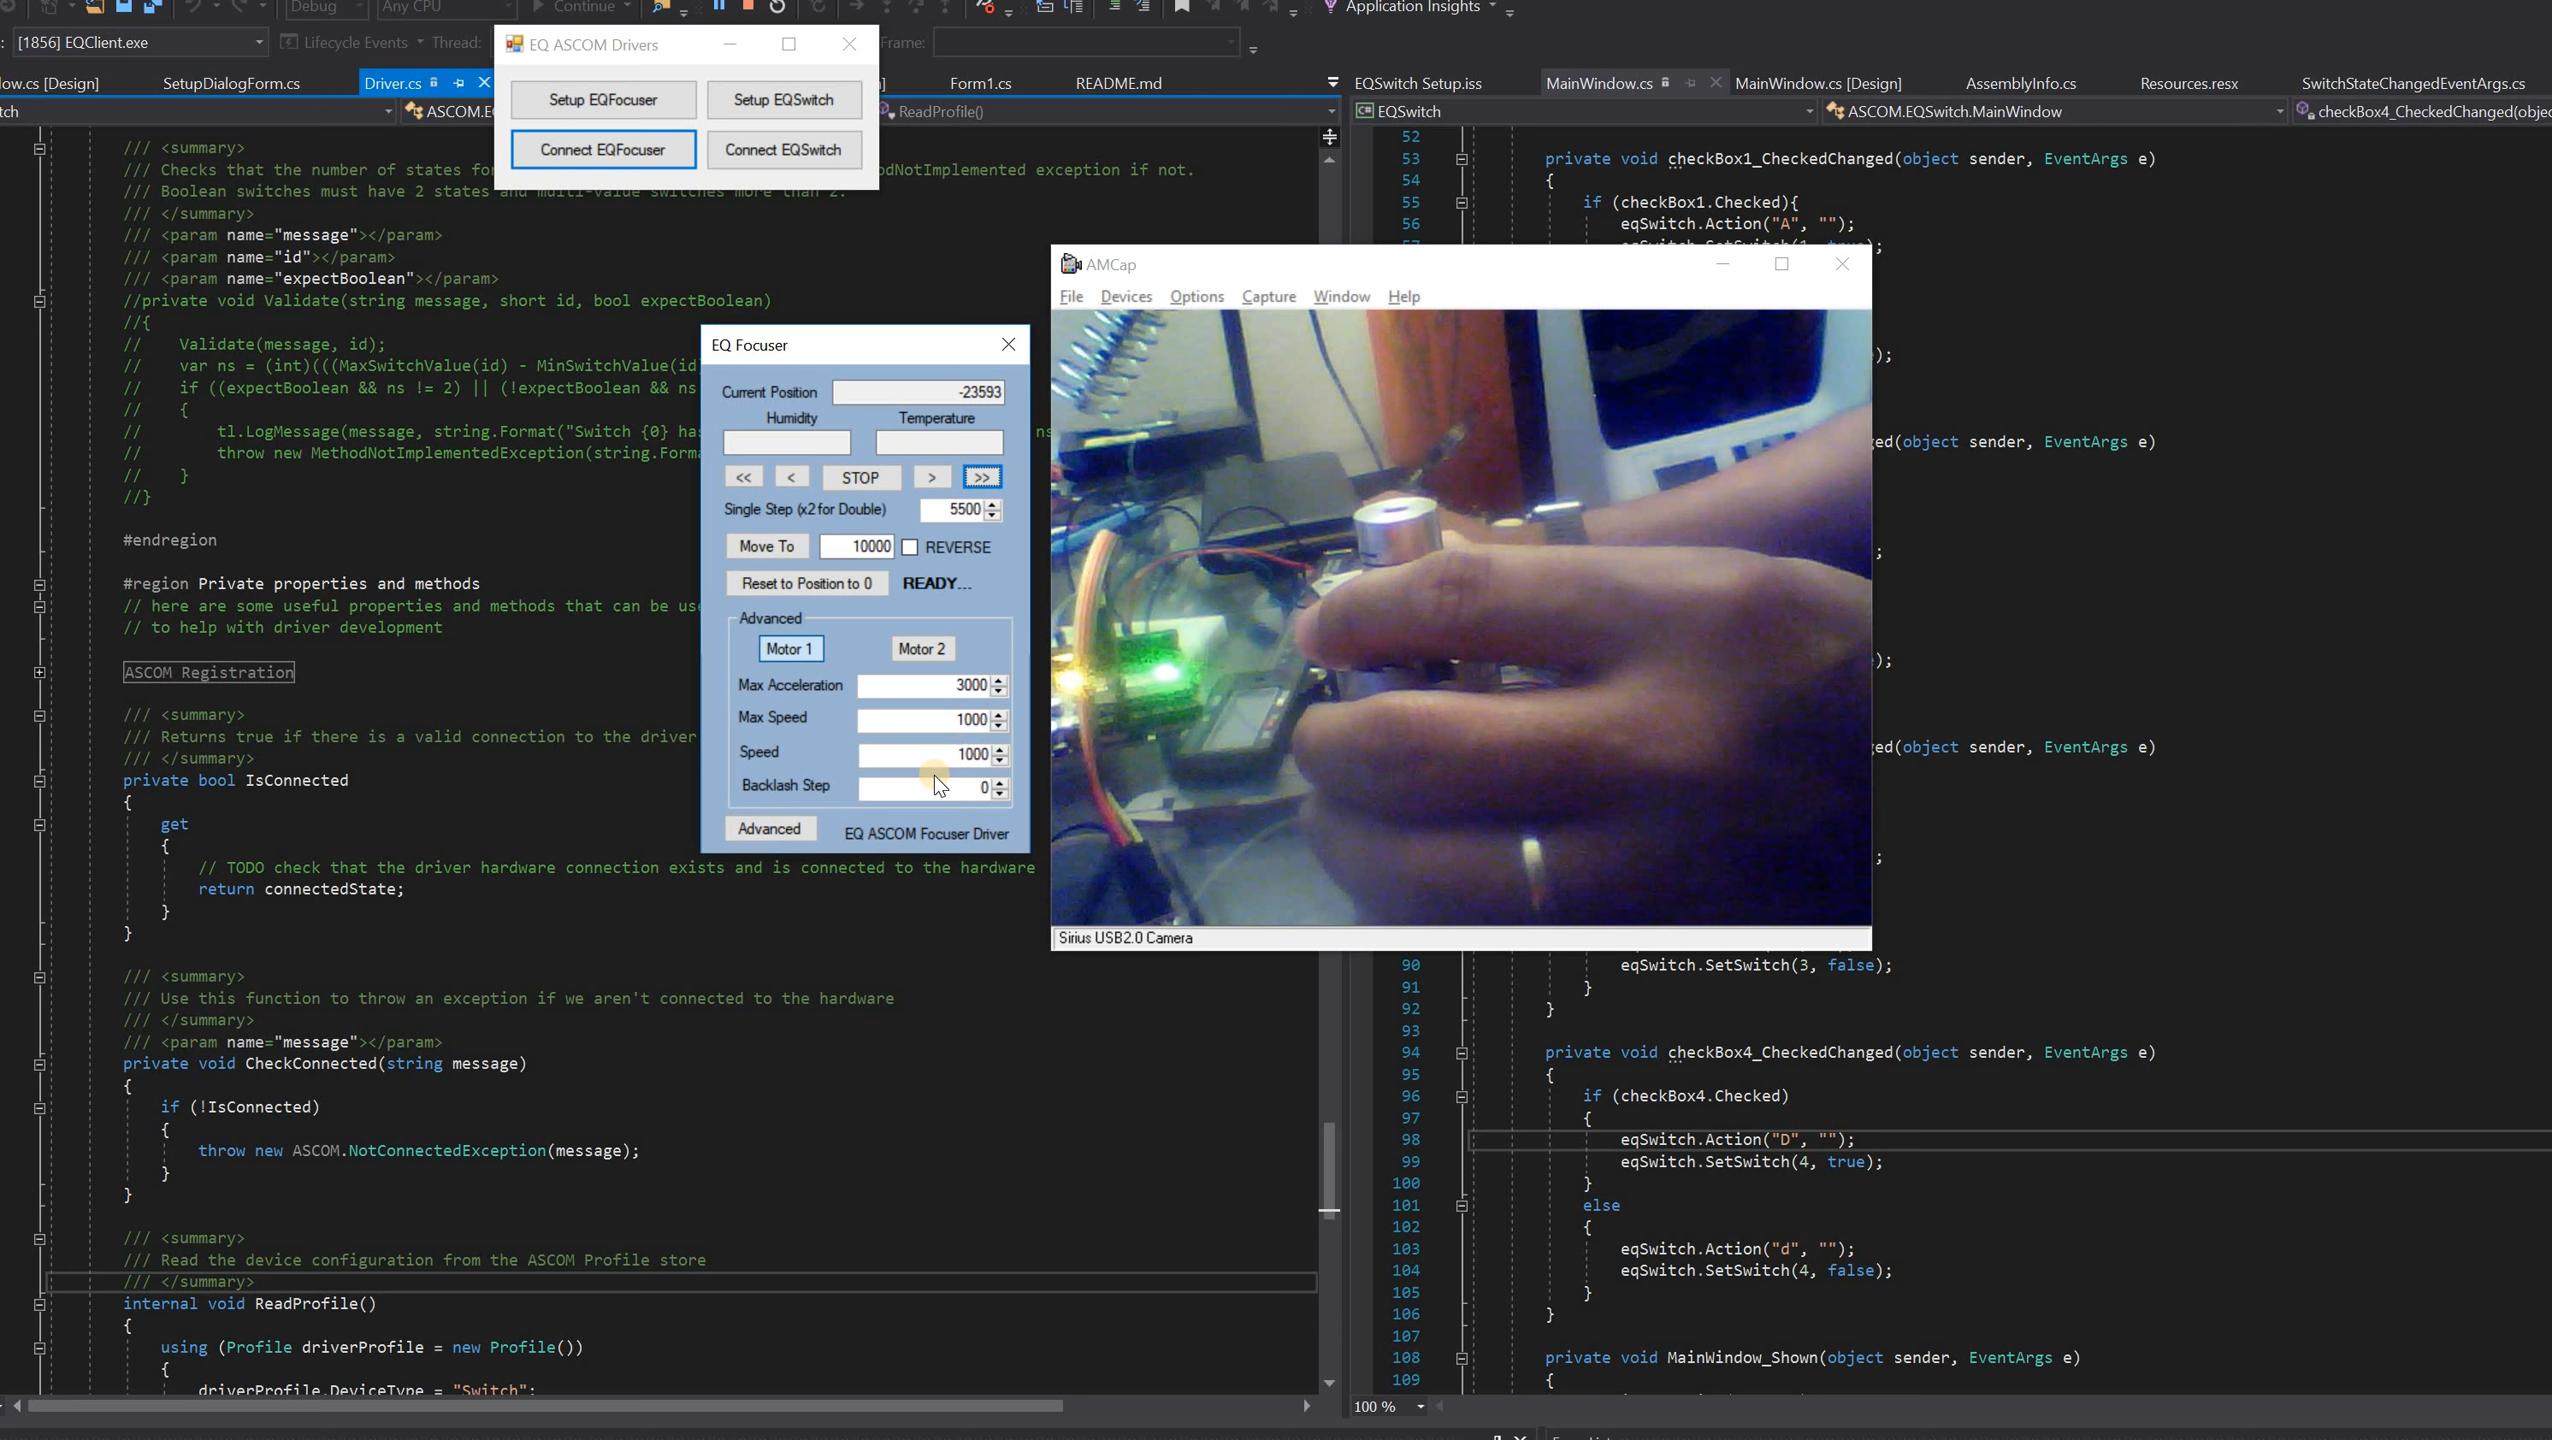 Debug
Any CPU
Continue
Application Insights
[1856] EQClient.exe
Lifecycle Events
Thread:
Frame:
ow.cs [Design]
SetupDialogForm.cs
Driver.cs
Form1.cs
README.md
ASCOM.E
ReadProfile()
/// <summary>
/// Checks that the number of states for
dNotImplemented exception if not.
/// Boolean switches must have 2 states and multi-value switches more than 2.
/// </summary>
/// <param name="message"></param>
/// <param name="id"></param>
/// <param name="expectBoolean"></param>
//private void Validate(string message, short id, bool expectBoolean)
//{
//    Validate(message, id);
//    var ns = (int)(((MaxSwitchValue(id) - MinSwitchValue(id
//    if ((expectBoolean && ns != 2) || (!expectBoolean && ns
//    {
//        tl.LogMessage(message, string.Format("Switch {0} ha
//        throw new MethodNotImplementedException(string.Form
//    }
//}
#endregion
#region Private properties and methods
// here are some useful properties and methods that can be us
// to help with driver development
ASCOM Registration
/// <summary>
/// Returns true if there is a valid connection to the driver
/// </summary>
private bool IsConnected
{
get
{
// TODO check that the driver hardware connection exists and is connected to the hardware
return connectedState;
}
}
/// <summary>
/// Use this function to throw an exception if we aren't connected to the hardware
/// </summary>
/// <param name="message"></param>
private void CheckConnected(string message)
{
if (!IsConnected)
{
throw new ASCOM.NotConnectedException(message);
}
}
/// <summary>
/// Read the device configuration from the ASCOM Profile store
/// </summary>
internal void ReadProfile()
{
using (Profile driverProfile = new Profile())
{
driverProfile.DeviceType = "Switch";
EQ ASCOM Drivers
Setup EQFocuser
Setup EQSwitch
Connect EQFocuser
Connect EQSwitch
EQ Focuser
Current Position
-23593
Humidity
Temperature
<<
<
STOP
>
>>
Single Step (x2 for Double)
5500
Move To
10000
REVERSE
Reset to Position to 0
READY...
Advanced
Motor 1
Motor 2
Max Acceleration
3000
Max Speed
1000
Speed
1000
Backlash Step
0
Advanced
EQ ASCOM Focuser Driver
AMCap
File
Devices
Options
Capture
Window
Help
Sirius USB2.0 Camera
EQSwitch Setup.iss
MainWindow.cs
MainWindow.cs [Design]
AssemblyInfo.cs
Resources.resx
SwitchStateChangedEventArgs.cs
EQSwitch
ASCOM.EQSwitch.MainWindow
checkBox4_CheckedChanged(objec
52
53 private void checkBox1_CheckedChanged(object sender, EventArgs e)
54 {
55 if (checkBox1.Checked){
56 eqSwitch.Action("A", "");
);
ed(object sender, EventArgs e)
;
);
ed(object sender, EventArgs e)
;
90 eqSwitch.SetSwitch(3, false);
91 }
92 }
93
94 private void checkBox4_CheckedChanged(object sender, EventArgs e)
95 {
96 if (checkBox4.Checked)
97 {
98 eqSwitch.Action("D", "");
99 eqSwitch.SetSwitch(4, true);
100 }
101 else
102 {
103 eqSwitch.Action("d", "");
104 eqSwitch.SetSwitch(4, false);
105 }
106 }
107
108 private void MainWindow_Shown(object sender, EventArgs e)
109 {
100 %